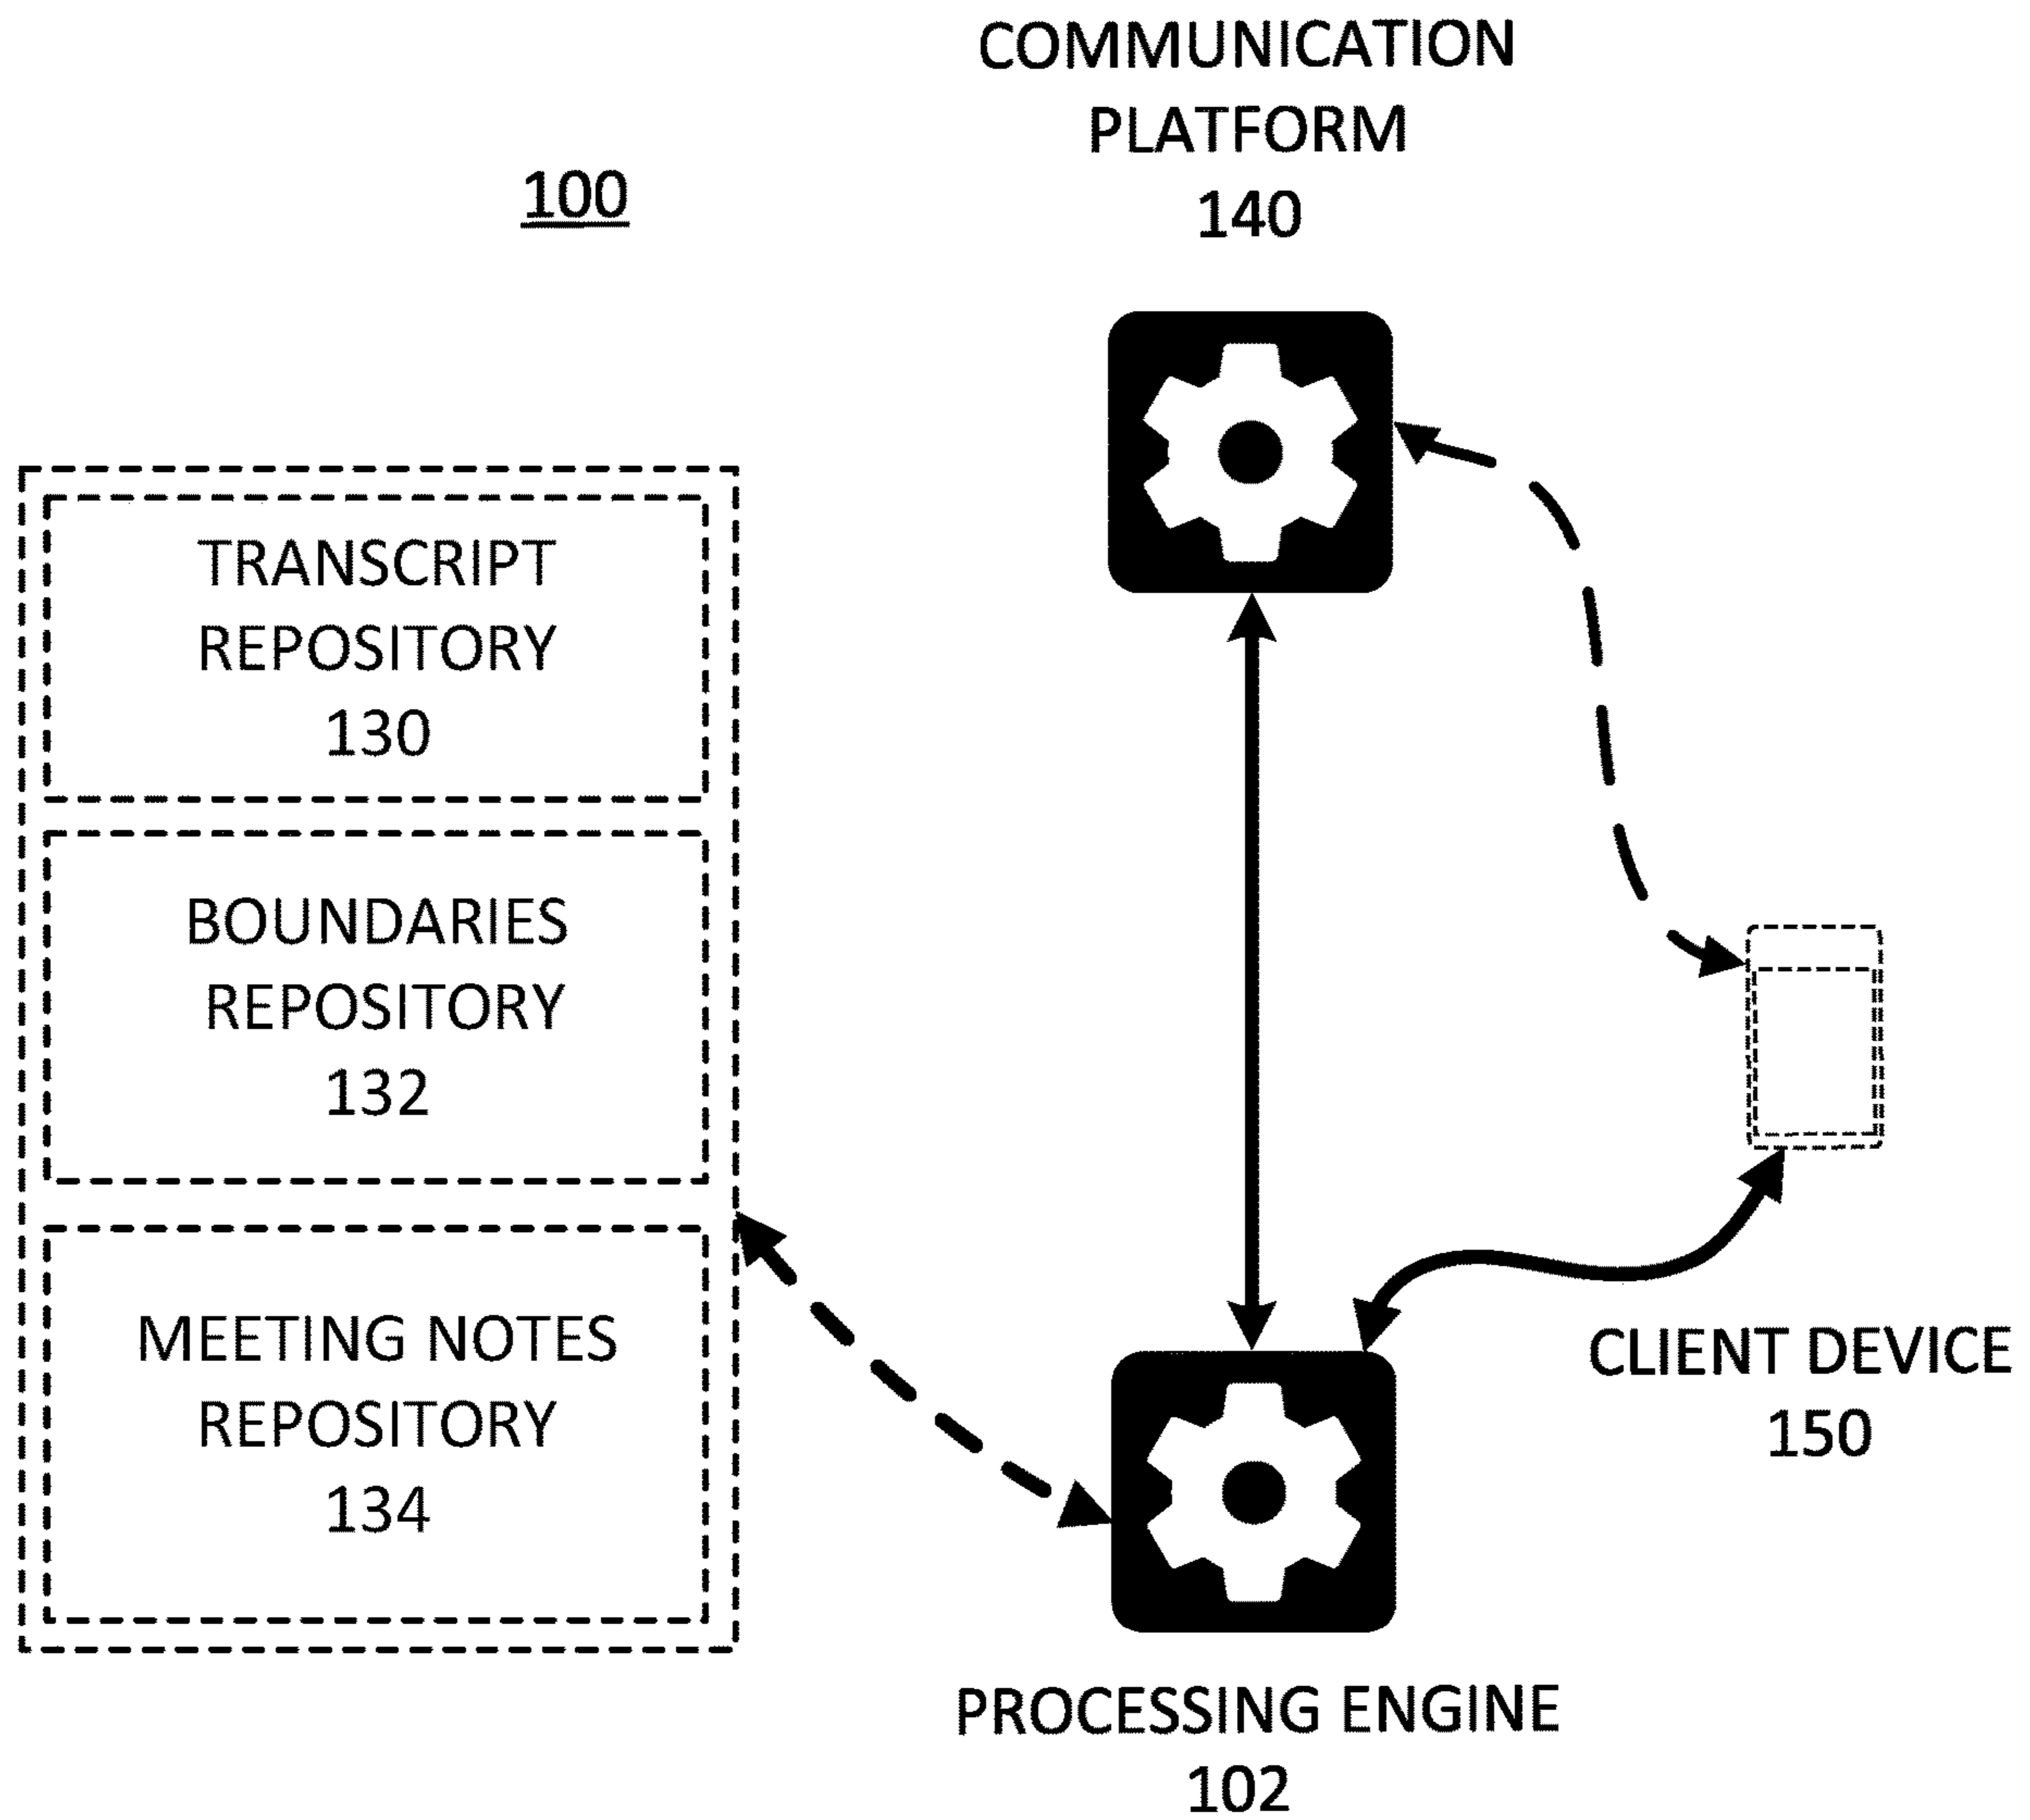 COMMUNICATION
PLATFORM
140
100
TRANSCRIPT
REPOSITORY
130
BOUNDARIES
REPOSITORY
132
MEETING NOTES
REPOSITORY
134
CLIENT DEVICE
150
PROCESSING ENGINE
102